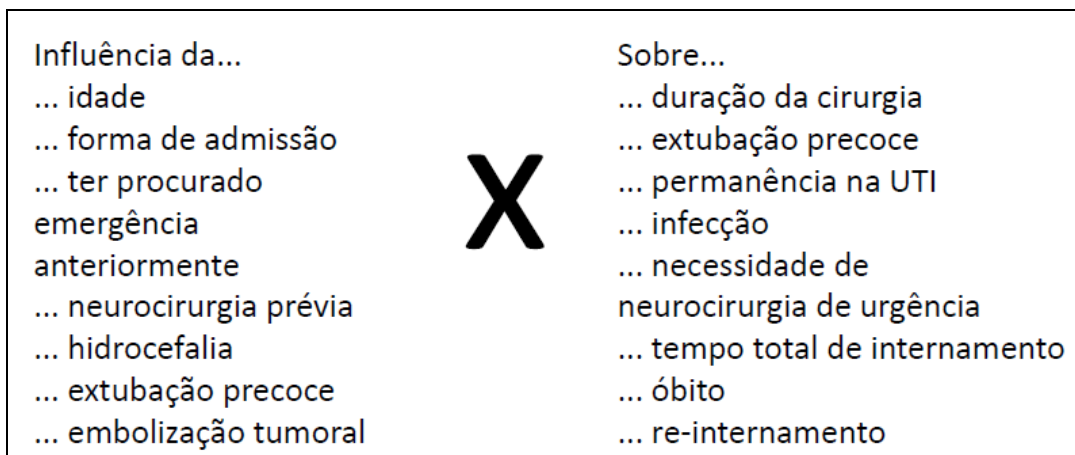 Influência da...
... idade
... forma de admissão
... ter procurado
emergência
anteriormente
... neurocirurgia prévia
... hidrocefalia
... extubação precoce
... embolização tumoral
X
Sobre...
... duração da cirurgia
... extubação precoce
... permanência na UTI
... infecção
... necessidade de
neurocirurgia de urgência
... tempo total de internamento
... óbito
... re-internamento